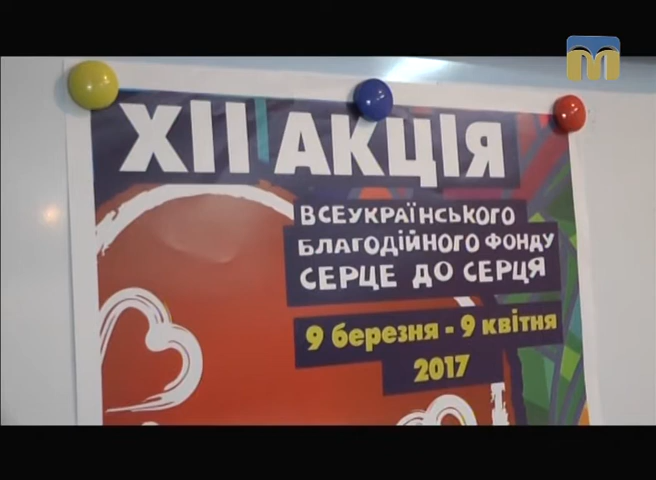 XII АКЦІЯ
ВСЕУКРАЇНСЬКОГО
БЛАГОДІЙНОГО ФОНДУ
СЕРЦЕ ДО СЕРЦЯ
9 березня - 9 квітня
2017